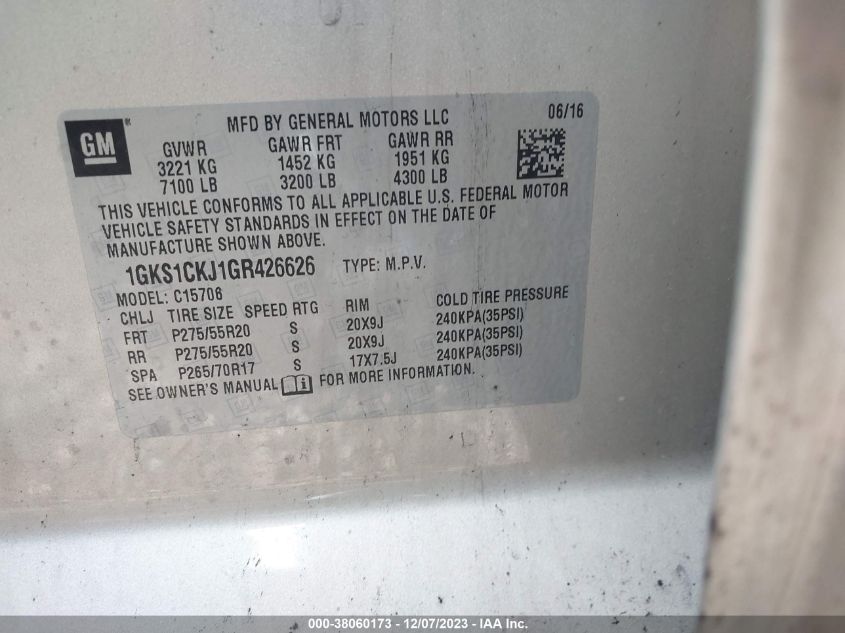 GM®
MFD BY GENERAL MOTORS LLC 06/16
GVWR GAWR FRT GAWR RR
3221 KG 1452 KG 1951 KG
7100 LB 3200 LB 4300 LB
THIS VEHICLE CONFORMS TO ALL APPLICABLE U.S. FEDERAL MOTOR
VEHICLE SAFETY STANDARDS IN EFFECT ON THE DATE OF
MANUFACTURE SHOWN ABOVE.
1GKS1CKJ1GR426626 TYPE: M.P.V.
MODEL: C15706
CHLJ TIRE SIZE SPEED RTG RIM COLD TIRE PRESSURE
FRT P275/55R20 S 20X9J 240KPA(35PSI)
RR P275/55R20 S 20X9J 240KPA(35PSI)
SPA P265/70R17 S 17X7.5J 240KPA(35PSI)
SEE OWNER'S MANUAL FOR MORE INFORMATION.
000-38060173 - 12/07/2023 - IAA Inc.